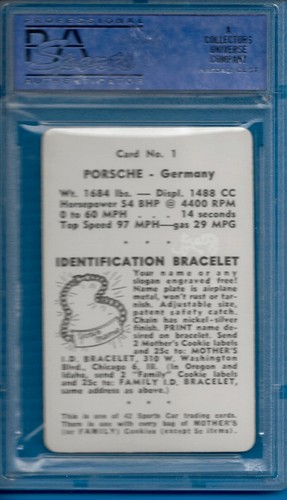 PROFESSIONAL
PSA
A
COLLECTORS
UNIVERSE
COMPANY
Card No. 1
PORSCHE - Germany
Wt. 1684 lbs. — Displ. 1488 CC
Horsepower 54 BHP @ 4400 RPM
0 to 60 MPH . . . 14 seconds
Top Speed 97 MPH—gas 29 MPG
IDENTIFICATION BRACELET
Your name or any
slogan engraved free!
Name plate is airplane
metal, won't rust or tar-
nish. Adjustable size,
patent safety catch.
Chain has nickel-silver
finish. PRINT name de-
sired on bracelet. Send
2 Mother's Cookie labels
and 25c to: MOTHER'S
I.D. BRACELET, 310 W. Washington
Blvd., Chicago 6, Ill. (In Oregon and
Idaho, send 2 "Family" Cookie labels
and 25c to: FAMILY I.D. BRACELET,
same address as above.)
This is one of 42 Sports Car trading cards.
There is one with every bag of MOTHER'S
(or FAMILY) Cookies (except 5c items).